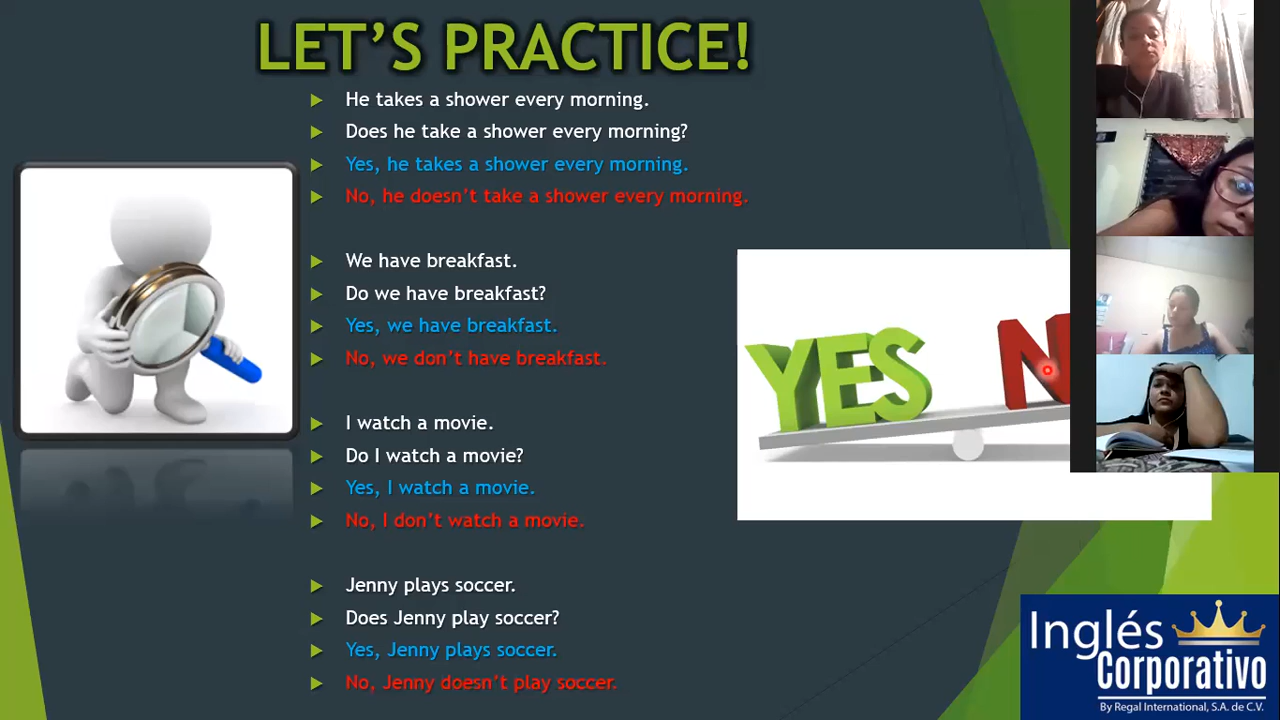 LET'S PRACTICE!
He takes a shower every morning.
Does he take a shower every morning?
Yes, he takes a shower every morning.
No, he doesn't take a shower every morning.
We have breakfast.
Do we have breakfast?
Yes, we have breakfast.
No, we don't have breakfast.
I watch a movie.
Do I watch a movie?
Yes, I watch a movie.
No, I don't watch a movie.
Jenny plays soccer.
Does Jenny play soccer?
Yes, Jenny plays soccer.
No, Jenny doesn't play soccer.
YES N
Inglés
Corporativo
By Regal International, S.A. de C.V.